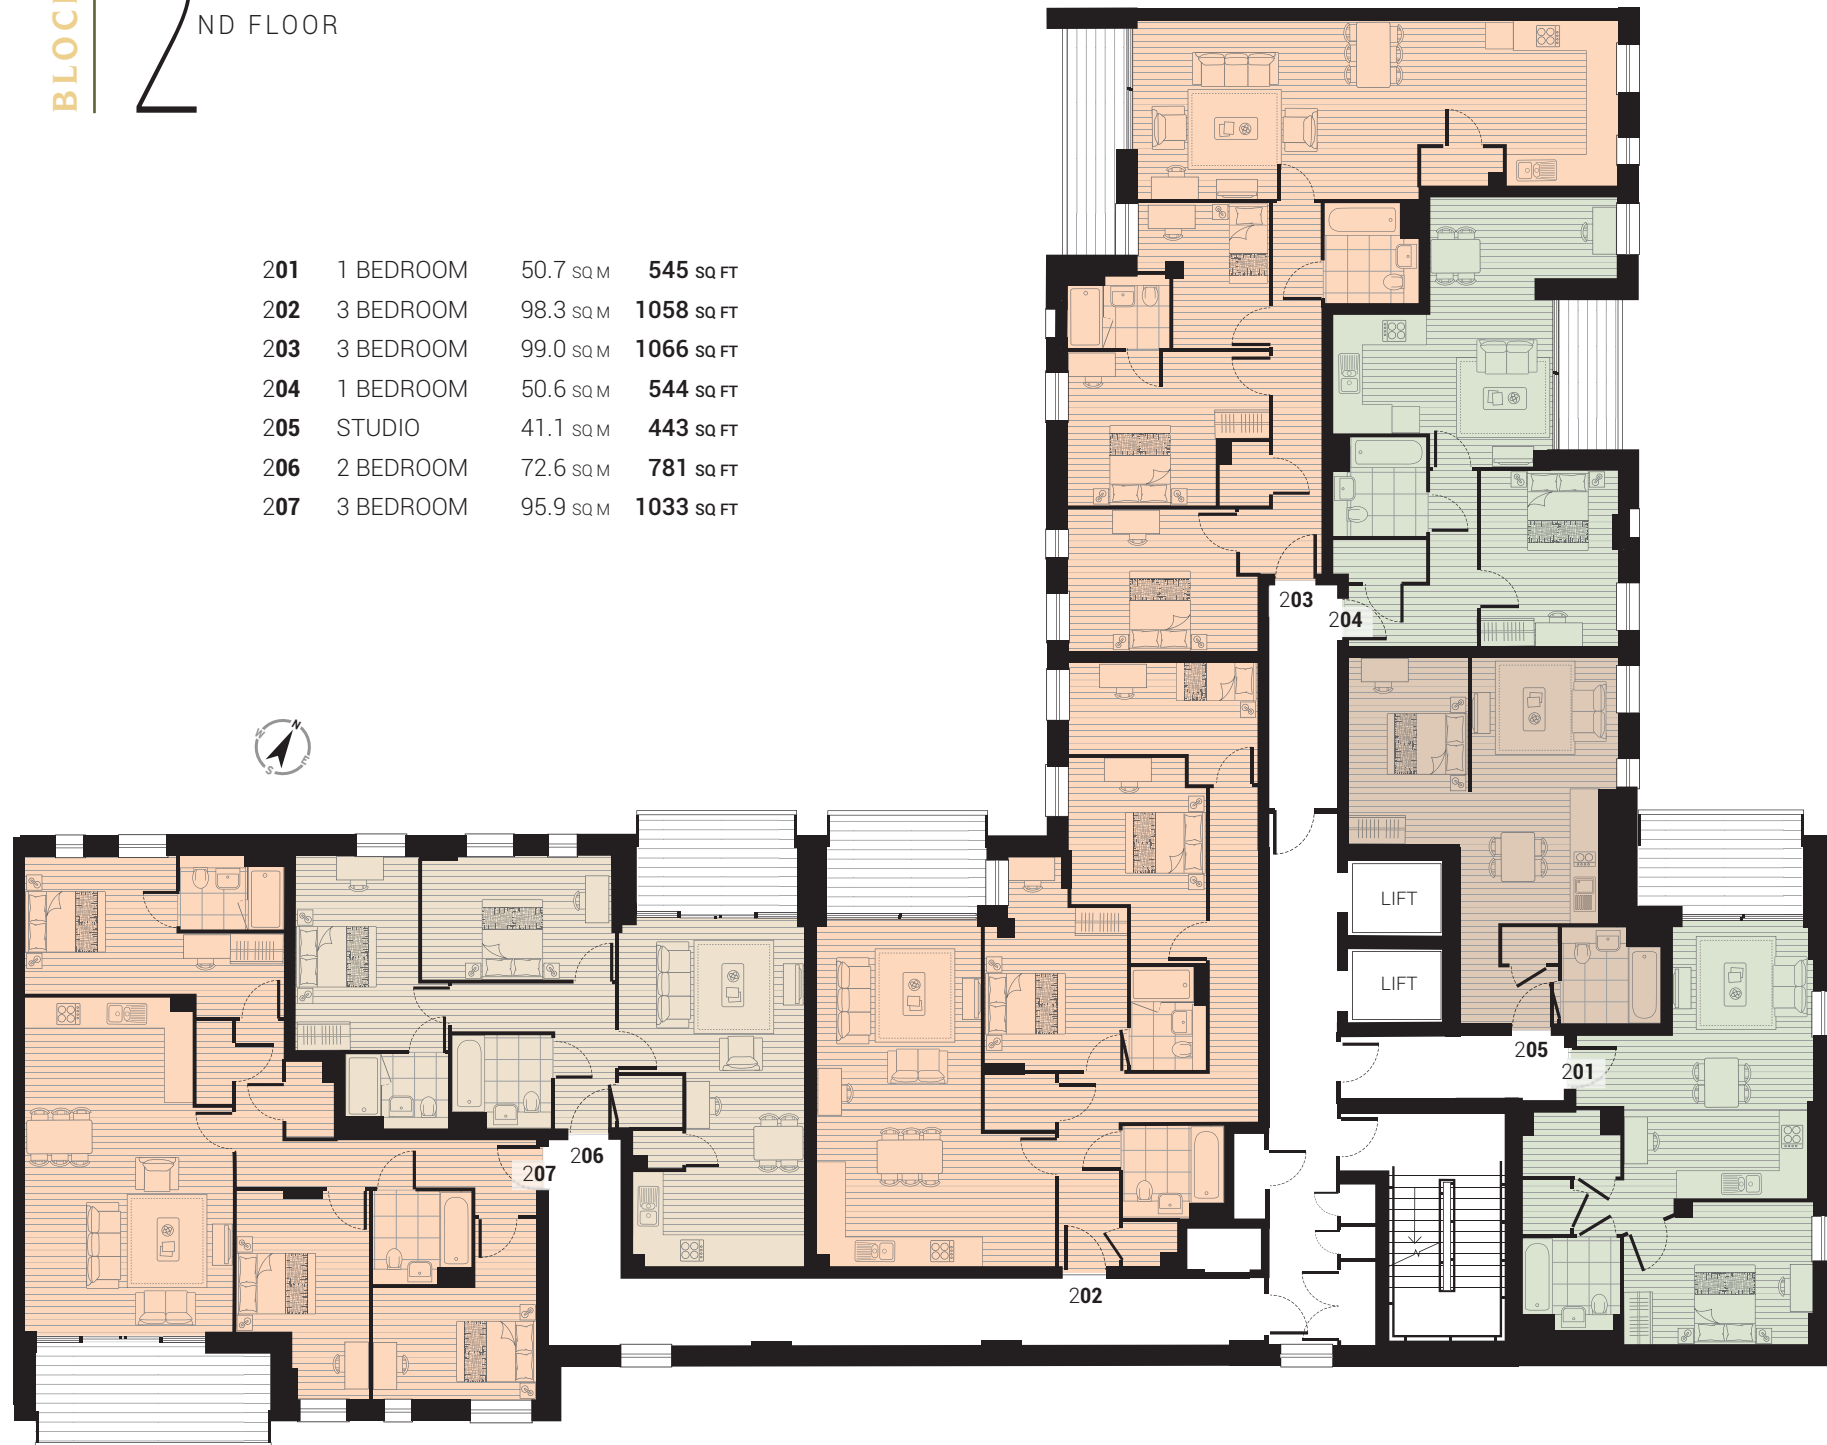 BLOCK
2
ND FLOOR
201 1 BEDROOM 50.7 SQ M 545 SQ FT
202 3 BEDROOM 98.3 SQ M 1058 SQ FT
203 3 BEDROOM 99.0 SQ M 1066 SQ FT
204 1 BEDROOM 50.6 SQ M 544 SQ FT
205 STUDIO 41.1 SQ M 443 SQ FT
206 2 BEDROOM 72.6 SQ M 781 SQ FT
207 3 BEDROOM 95.9 SQ M 1033 SQ FT
203
204
N
W
E
S
LIFT
LIFT
205
201
206
207
202